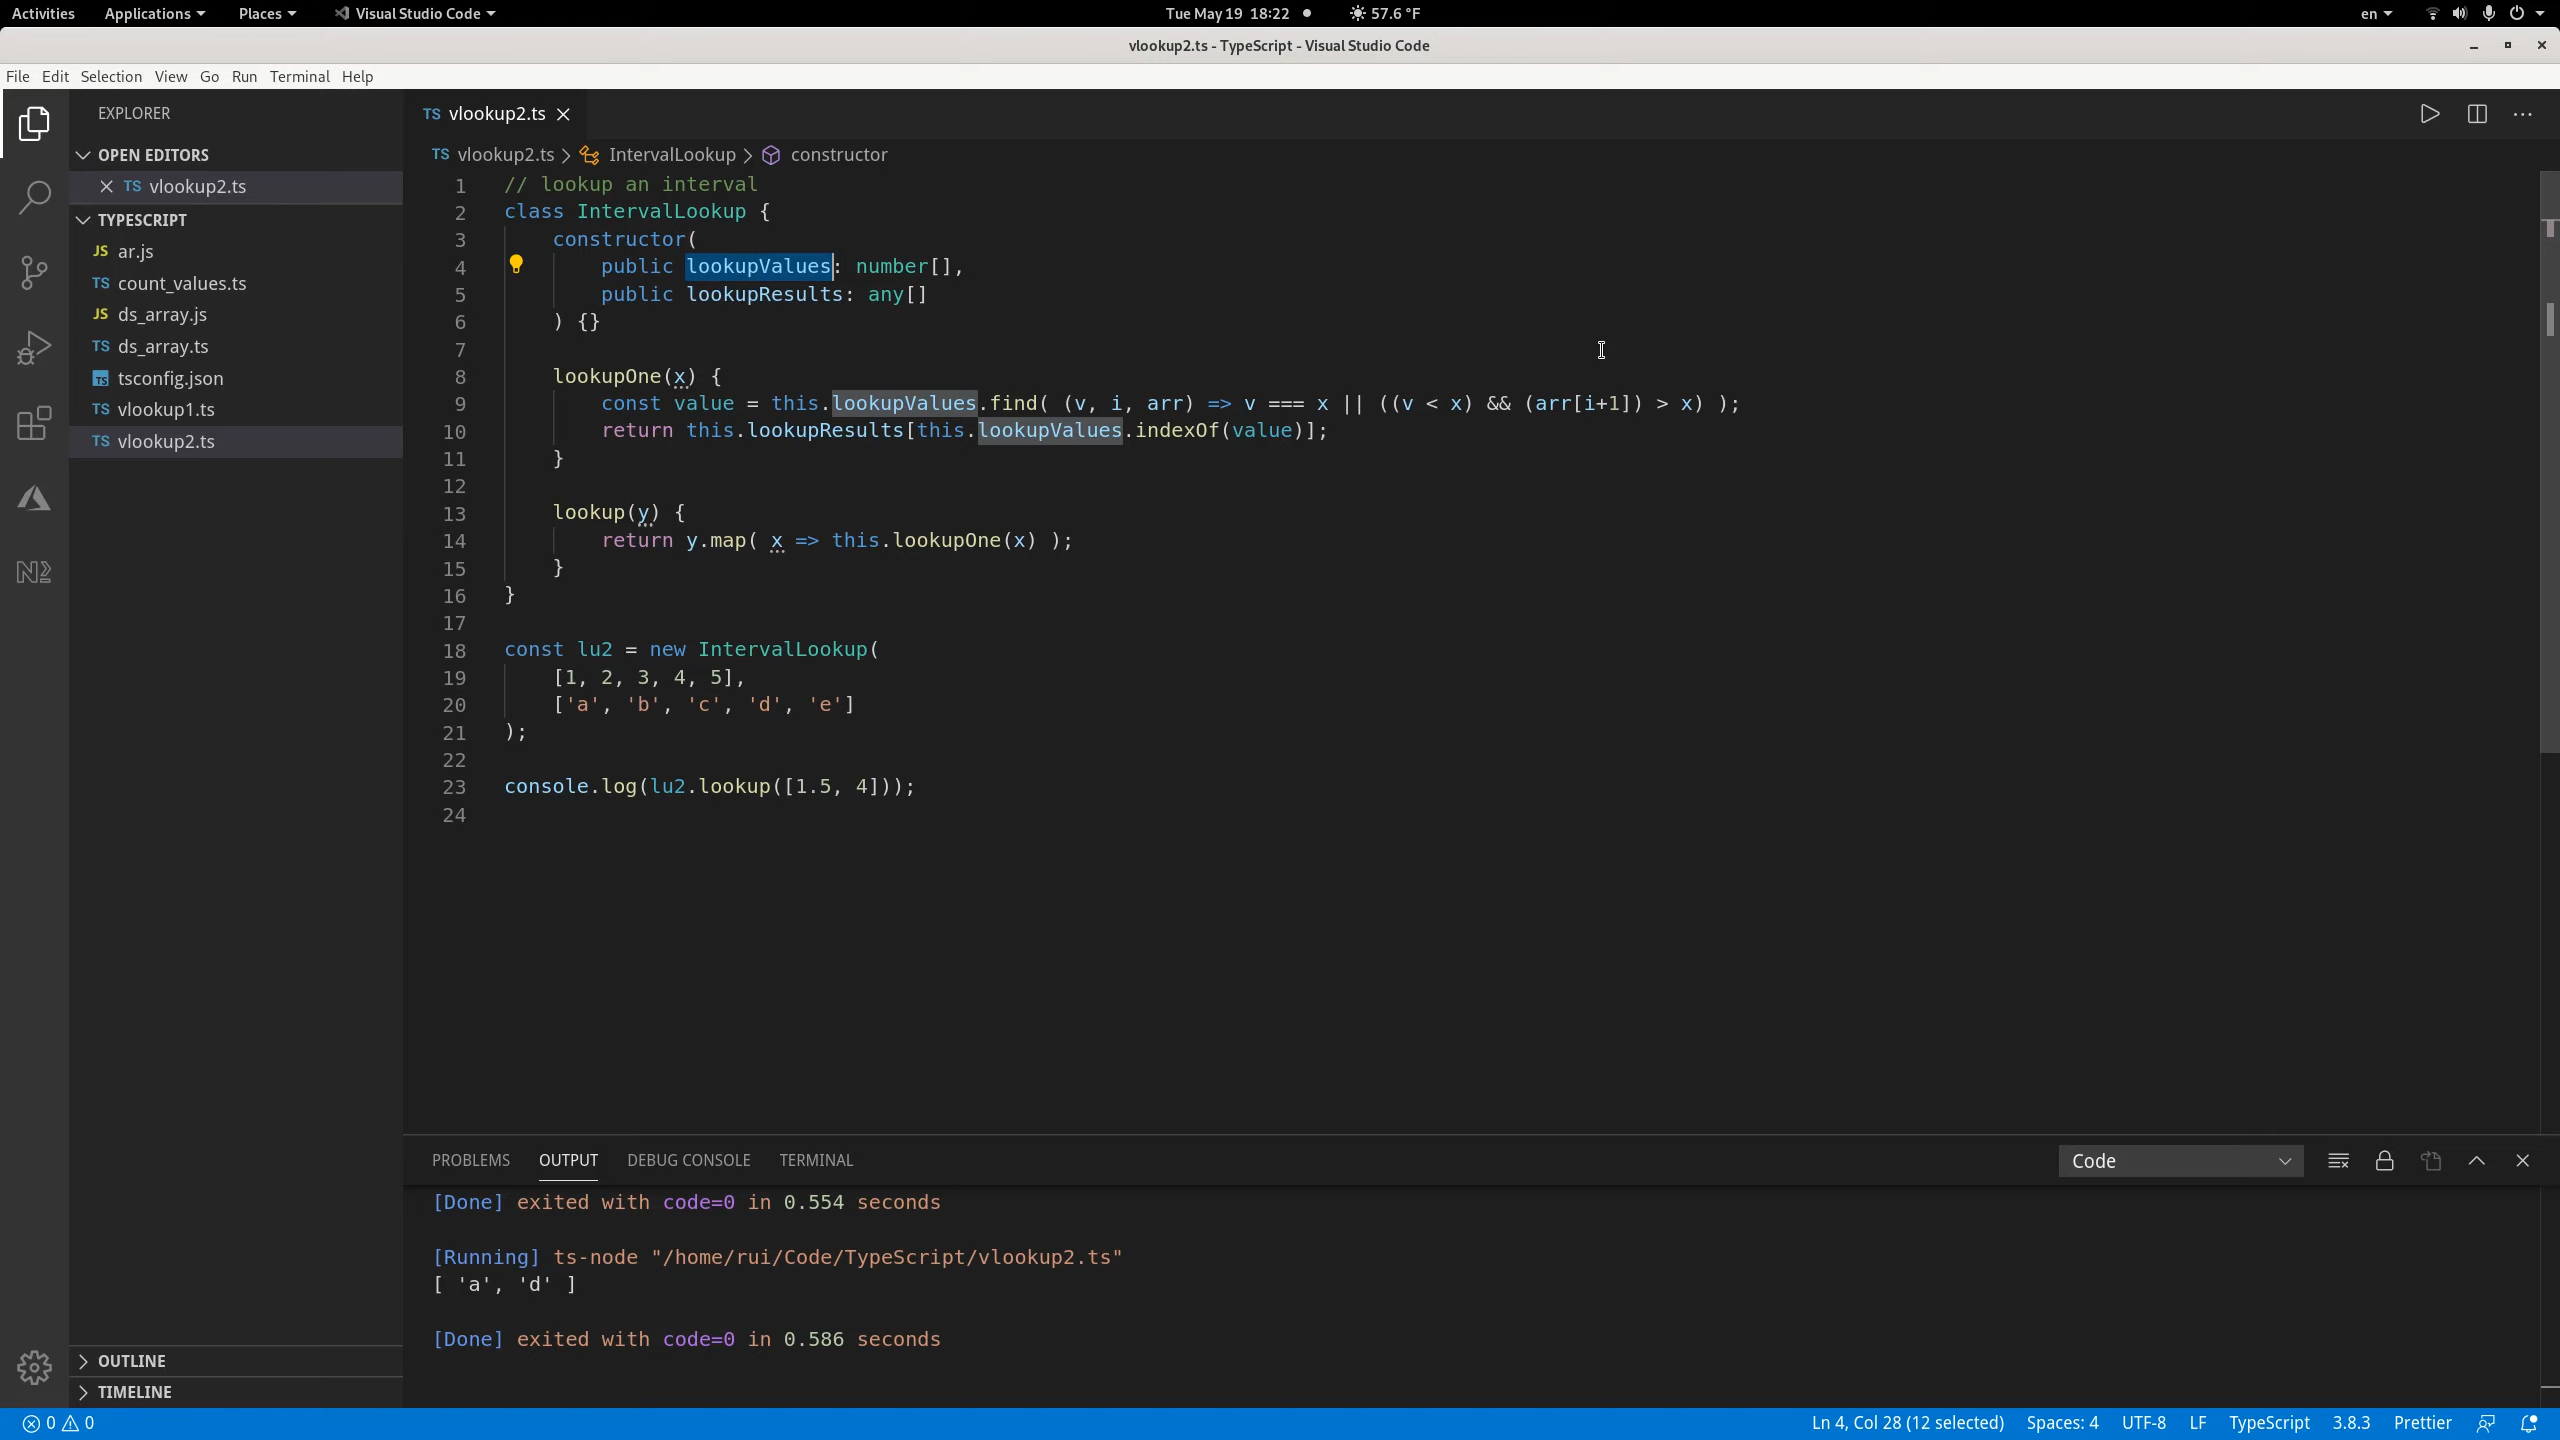 Activities Applications Places Visual Studio Code Tue May 19 18:22 57.6 °F en
vlookup2.ts - TypeScript - Visual Studio Code
File Edit Selection View Go Run Terminal Help
EXPLORER
OPEN EDITORS
TS vlookup2.ts
TYPESCRIPT
JS ar.js
TS count_values.ts
JS ds_array.js
TS ds_array.ts
TS tsconfig.json
TS vlookup1.ts
TS vlookup2.ts
OUTLINE
TIMELINE
TS vlookup2.ts
TS vlookup2.ts > IntervalLookup > constructor
1 // lookup an interval
2 class IntervalLookup {
3 constructor(
4 public lookupValues: number[],
5 public lookupResults: any[]
6 ) {}
7
8 lookupOne(x) {
9 const value = this.lookupValues.find( (v, i, arr) => v === x || ((v < x) && (arr[i+1]) > x) );
10 return this.lookupResults[this.lookupValues.indexOf(value)];
11 }
12
13 lookup(y) {
14 return y.map( x => this.lookupOne(x) );
15 }
16 }
17
18 const lu2 = new IntervalLookup(
19 [1, 2, 3, 4, 5],
20 ['a', 'b', 'c', 'd', 'e']
21 );
22
23 console.log(lu2.lookup([1.5, 4]));
24
PROBLEMS OUTPUT DEBUG CONSOLE TERMINAL Code
[Done] exited with code=0 in 0.554 seconds
[Running] ts-node "/home/rui/Code/TypeScript/vlookup2.ts"
[ 'a', 'd' ]
[Done] exited with code=0 in 0.586 seconds
0 0 Ln 4, Col 28 (12 selected) Spaces: 4 UTF-8 LF TypeScript 3.8.3 Prettier